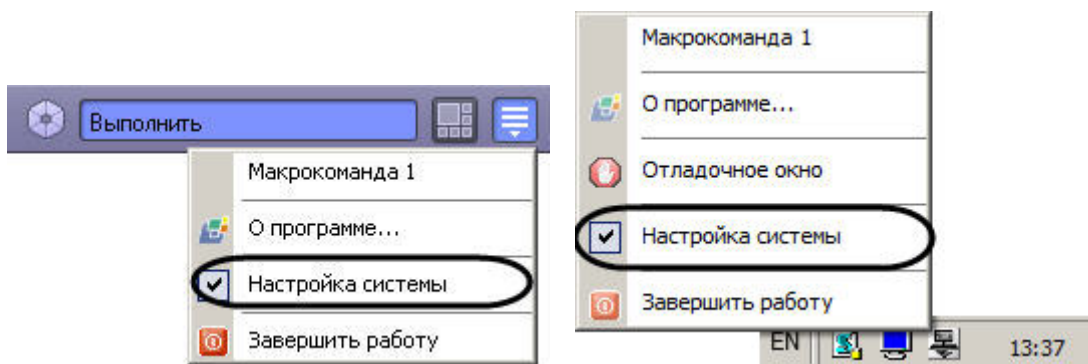 Выполнить
Макрокоманда 1
О программе...
Настройка системы
Завершить работу
Макрокоманда 1
О программе...
Отладочное окно
Настройка системы
Завершить работу
EN 13:37